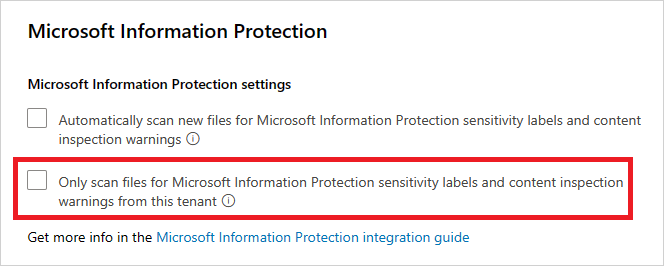 Microsoft Information Protection
Microsoft Information Protection settings
Automatically scan new files for Microsoft Information Protection sensitivity labels and content
inspection warnings
Only scan files for Microsoft Information Protection sensitivity labels and content inspection
warnings from this tenant
Get more info in the Microsoft Information Protection integration guide